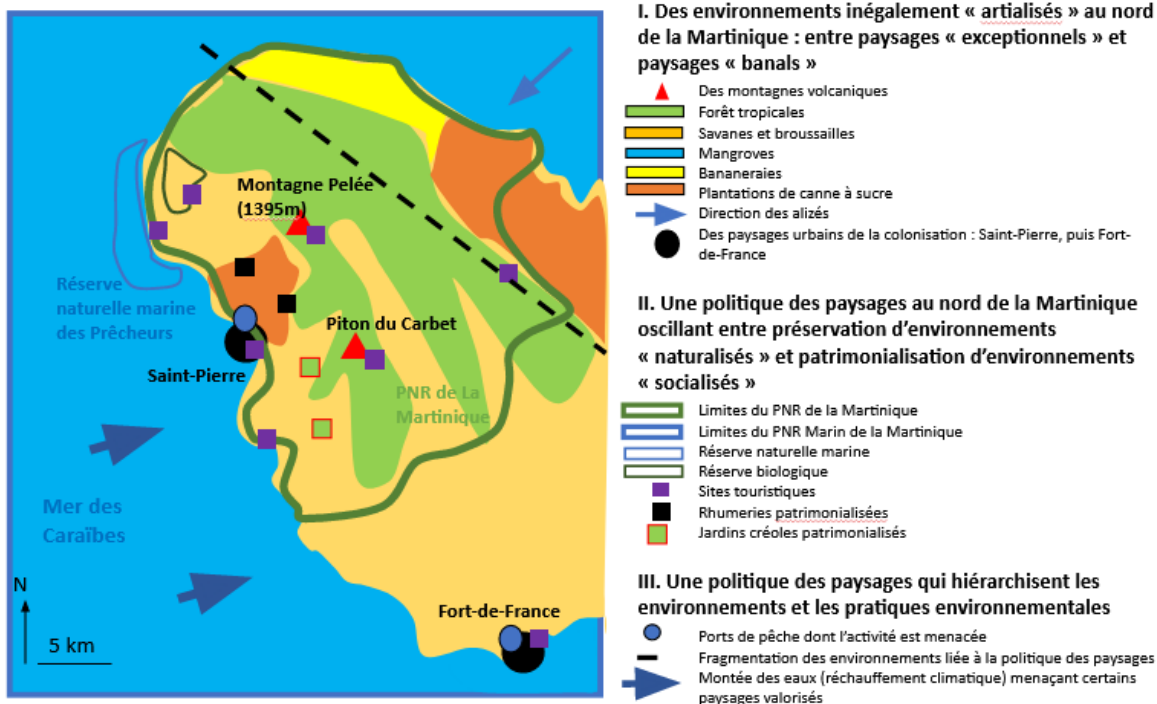 Montagne Pelée
(1395m)
Réserve
naturelle marine
des Prêcheurs
Piton du Carbet
Saint-Pierre
PNR de La
Martinique
Mer des
Caraïbes
N
5 km
Fort-de-France
I. Des environnements inégalement « artialisés » au nord
de la Martinique : entre paysages « exceptionnels » et
paysages « banals »
Des montagnes volcaniques
Forêt tropicales
Savanes et broussailles
Mangroves
Bananeraies
Plantations de canne à sucre
Direction des alizés
Des paysages urbains de la colonisation : Saint-Pierre, puis Fort-
de-France
II. Une politique des paysages au nord de la Martinique
oscillant entre préservation d'environnements
« naturalisés » et patrimonialisation d'environnements
« socialisés »
Limites du PNR de la Martinique
Limites du PNR Marin de la Martinique
Réserve naturelle marine
Réserve biologique
Sites touristiques
Rhumeries patrimonialisées
Jardins créoles patrimonialisés
III. Une politique des paysages qui hiérarchisent les
environnements et les pratiques environnementales
Ports de pêche dont l'activité est menacée
Fragmentation des environnements liée à la politique des paysages
Montée des eaux (réchauffement climatique) menaçant certains
paysages valorisés